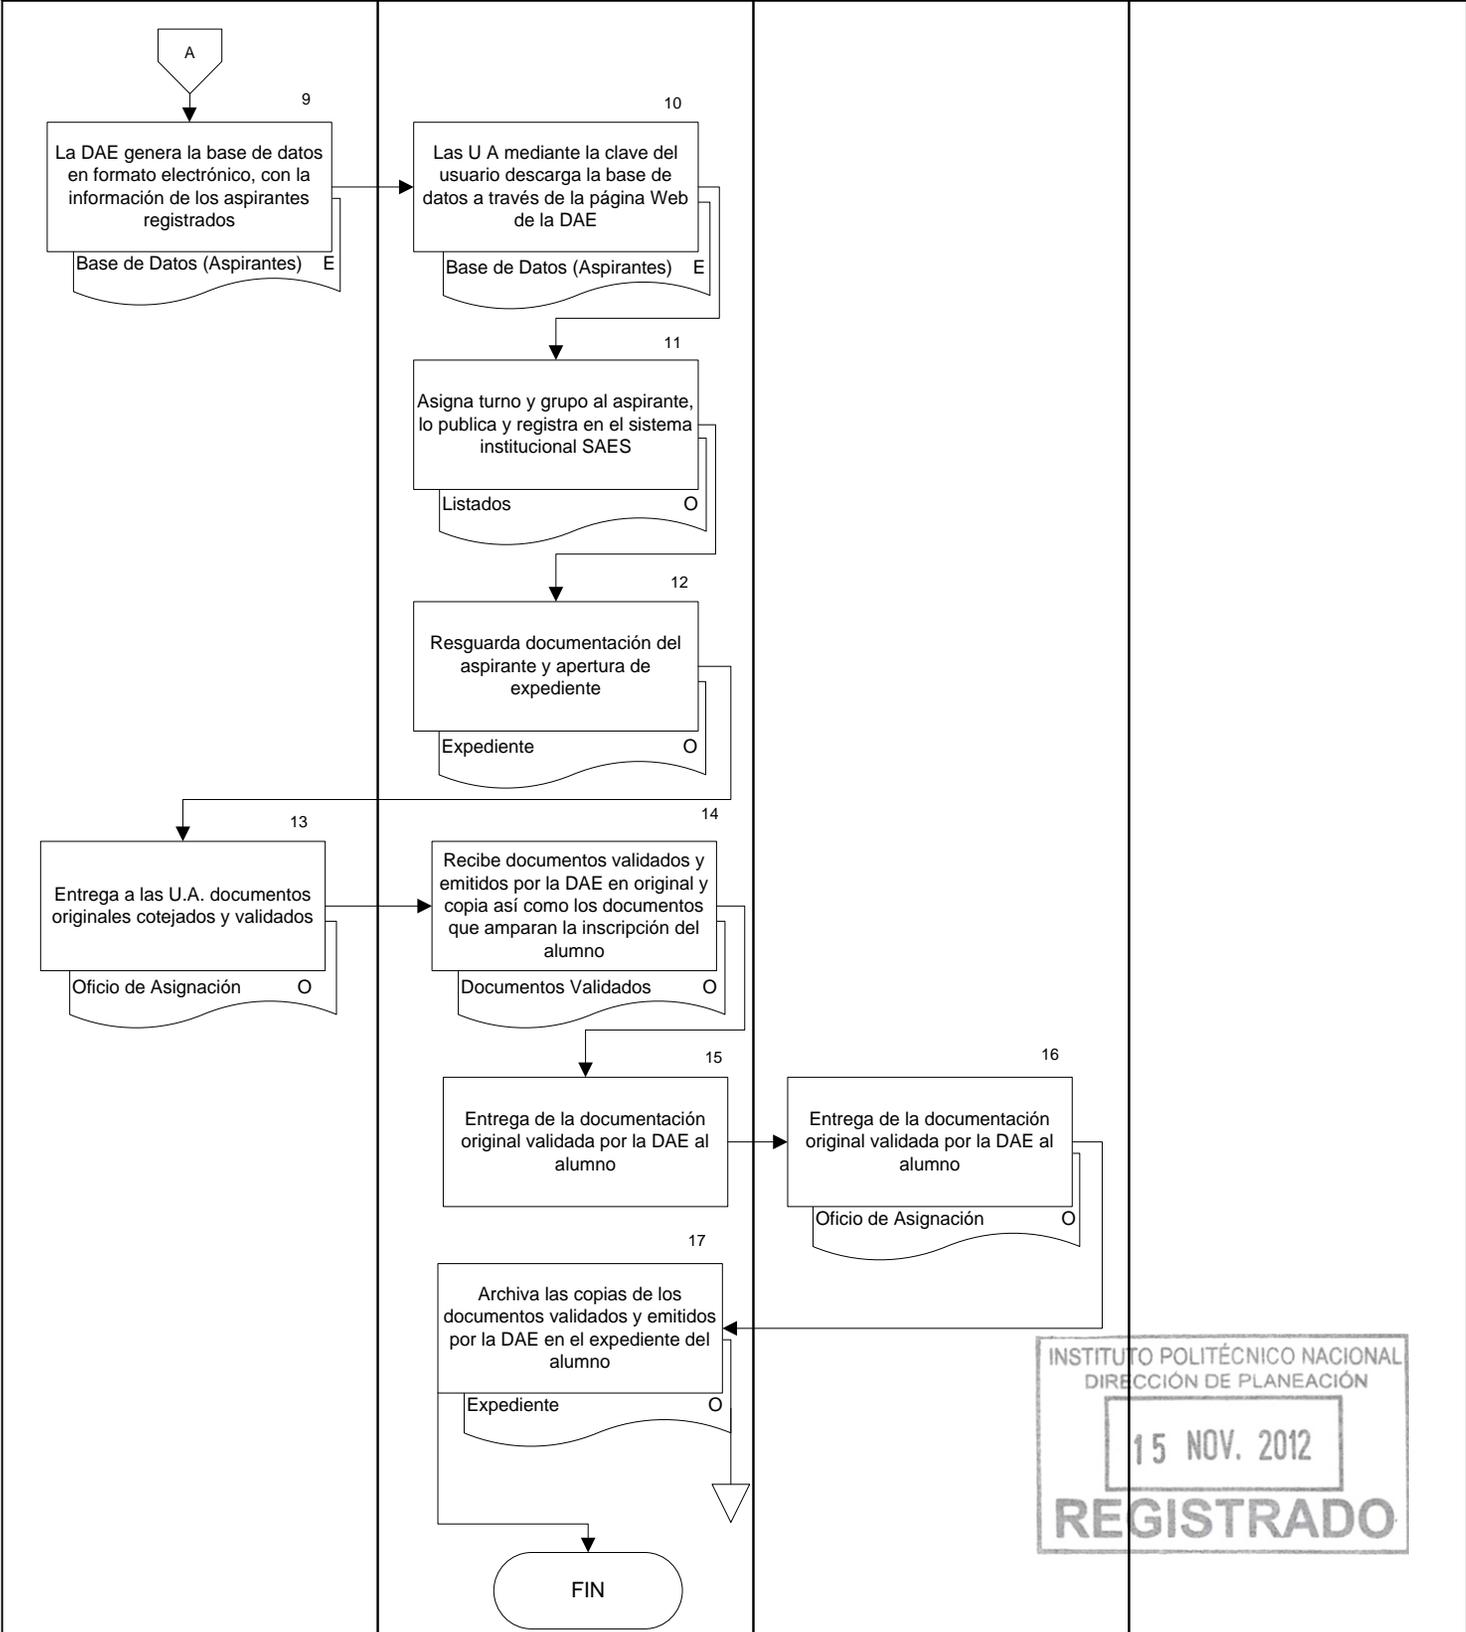 A
9
La DAE genera la base de datos
en formato electrónico, con la
información de los aspirantes
registrados
Base de Datos (Aspirantes) E
10
Las U A mediante la clave del
usuario descarga la base de
datos a través de la página Web
de la DAE
Base de Datos (Aspirantes) E
11
Asigna turno y grupo al aspirante,
lo publica y registra en el sistema
institucional SAES
Listados O
12
Resguarda documentación del
aspirante y apertura de
expediente
Expediente O
13
Entrega a las U.A. documentos
originales cotejados y validados
Oficio de Asignación O
14
Recibe documentos validados y
emitidos por la DAE en original y
copia así como los documentos
que amparan la inscripción del
alumno
Documentos Validados O
15
Entrega de la documentación
original validada por la DAE al
alumno
16
Entrega de la documentación
original validada por la DAE al
alumno
Oficio de Asignación O
17
Archiva las copias de los
documentos validados y emitidos
por la DAE en el expediente del
alumno
Expediente O
FIN
INSTITUTO POLITÉCNICO NACIONAL
DIRECCIÓN DE PLANEACIÓN
15 NOV. 2012
REGISTRADO